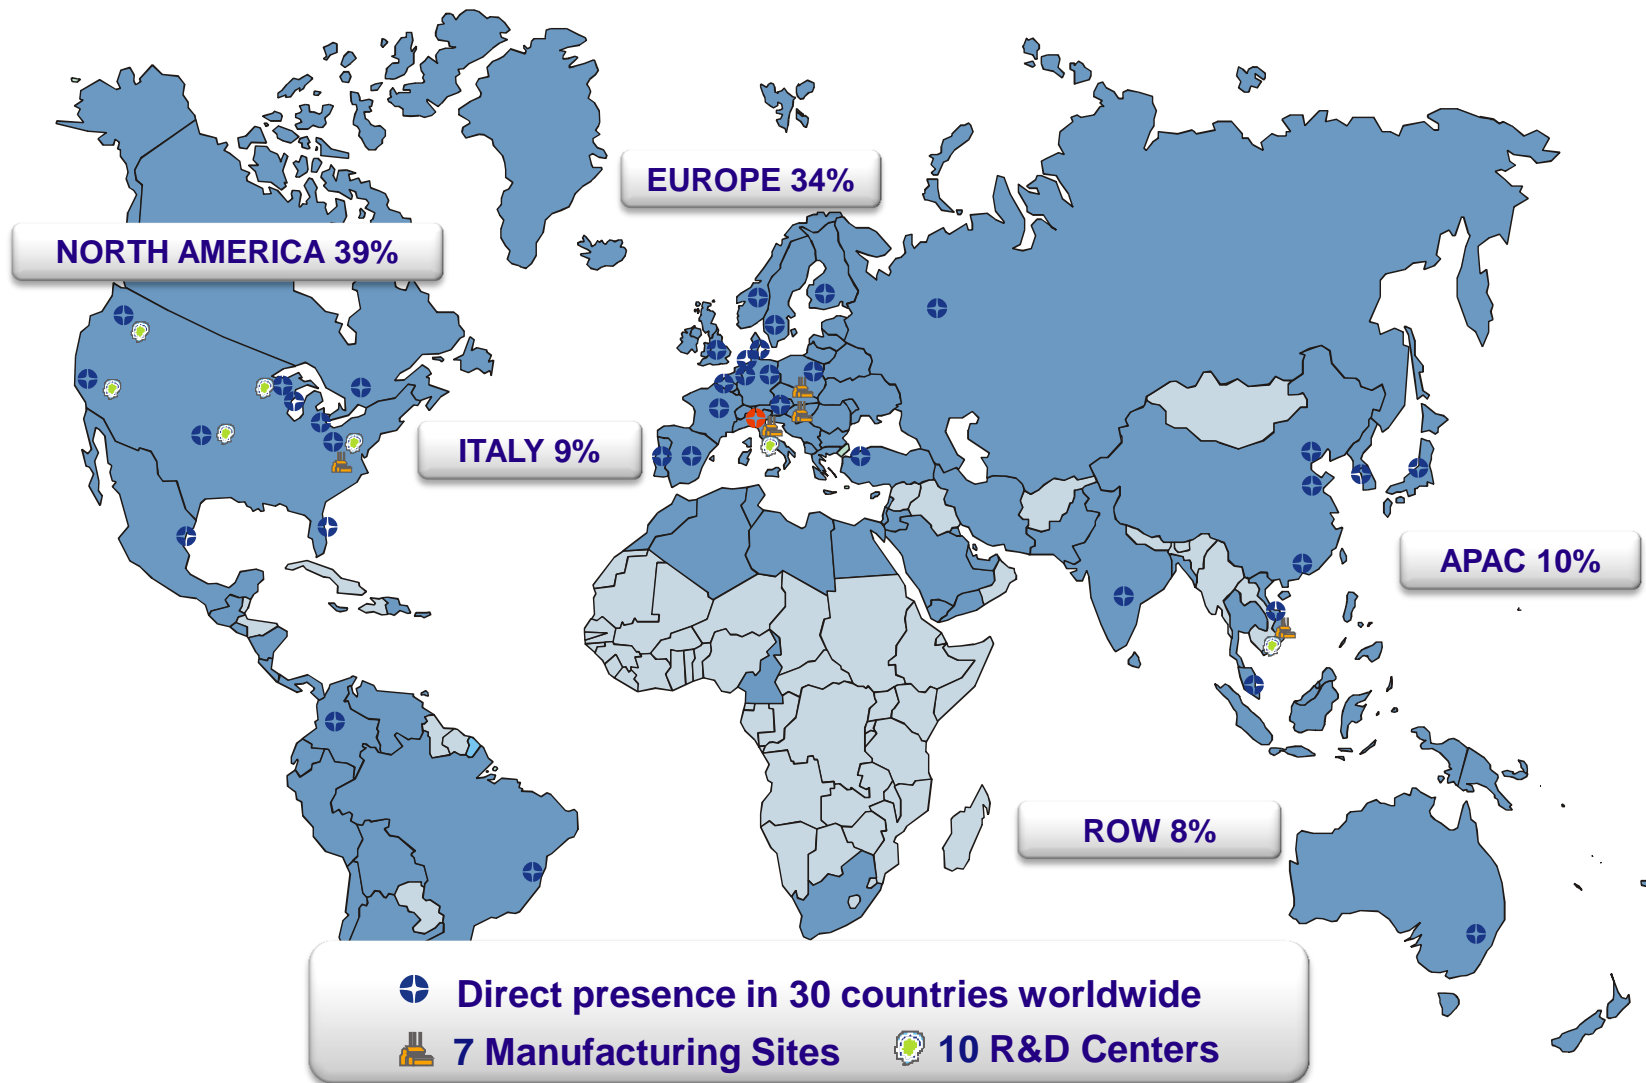 EUROPE 34%
NORTH AMERICA 39%
ITALY 9%
APAC 10%
ROW 8%
Direct presence in 30 countries worldwide
7 Manufacturing Sites
10 R&D Centers